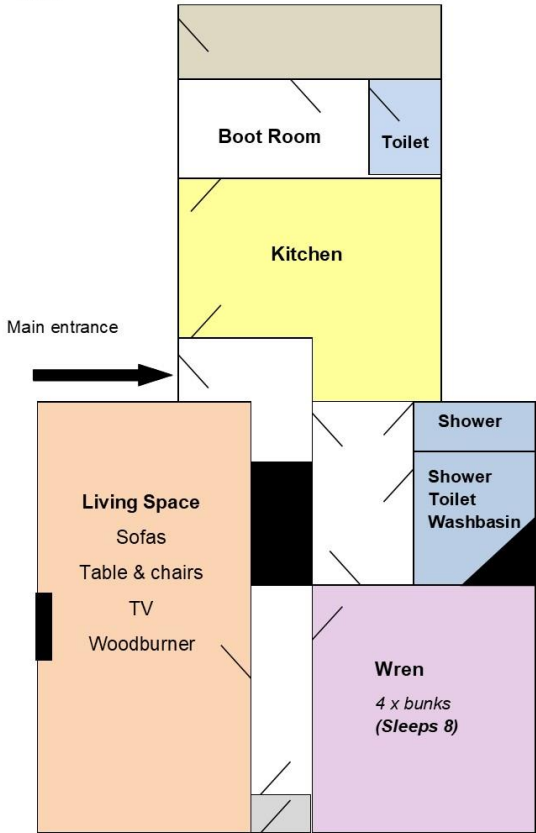 Boot Room
Toilet
Kitchen
Main entrance
Living Space
Sofas
Table & chairs
TV
Woodburner
Shower
Shower
Toilet
Washbasin
Wren
4 x bunks
(Sleeps 8)